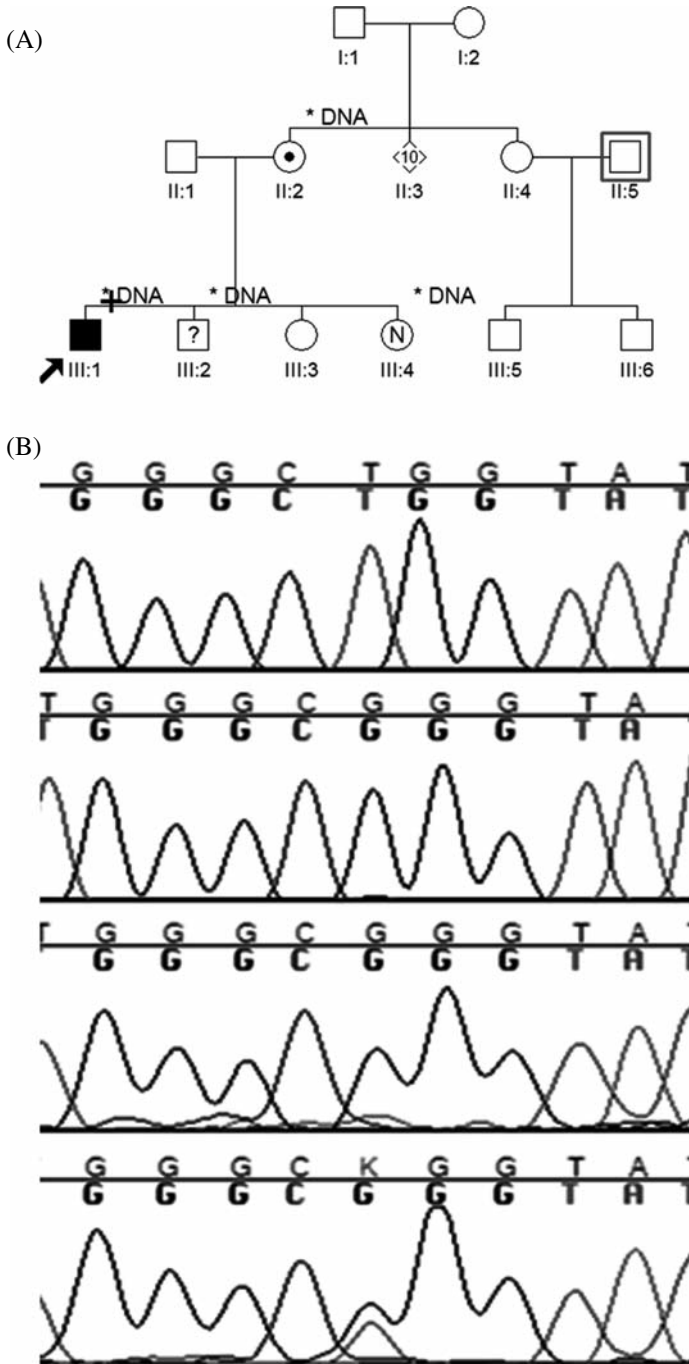 (A)
I:1 I:2
* DNA
10
II:1 II:2 II:3 II:4 II:5
* DNA * DNA * DNA
? N
III:1 III:2 III:3 III:4 III:5 III:6
(B)
G G G C T G G T A T
G G G C T G G T A T
T G G G C G G G T A
T G G G C G G G T A
T G G G C G G G T A T
G G G C G G G T A T
G G G C K G G T A T
G G G C G G G T A T